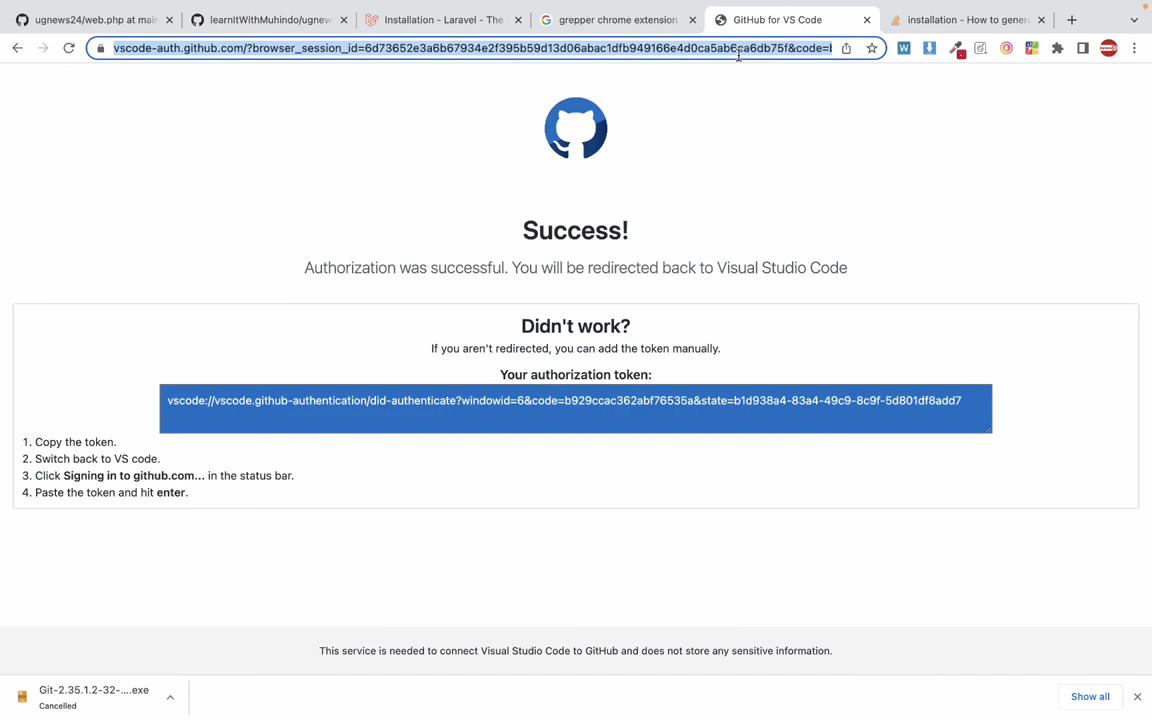 ugnews24/web.php at mai
learnItWithMuhindo/ugnew
Installation - Laravel - The
grepper chrome extension
GitHub for VS Code
installation - How to gener
vscode-auth.github.com/?browser_session_id=6d73652e3a6b67934e2f395b59d13d06abac1dfb949166e4d0ca5ab6ca6db75f&code=b
Success!
Authorization was successful. You will be redirected back to Visual Studio Code
Didn't work?
If you aren't redirected, you can add the token manually.
Your authorization token:
vscode://vscode.github-authentication/did-authenticate?windowid=6&code=b929ccac362abf76535a&state=b1d938a4-83a4-49c9-8c9f-5d801df8add7
1. Copy the token.
2. Switch back to VS code.
3. Click Signing in to github.com... in the status bar.
4. Paste the token and hit enter.
This service is needed to connect Visual Studio Code to GitHub and does not store any sensitive information.
Git-2.35.1.2-32-....exe
Cancelled
Show all